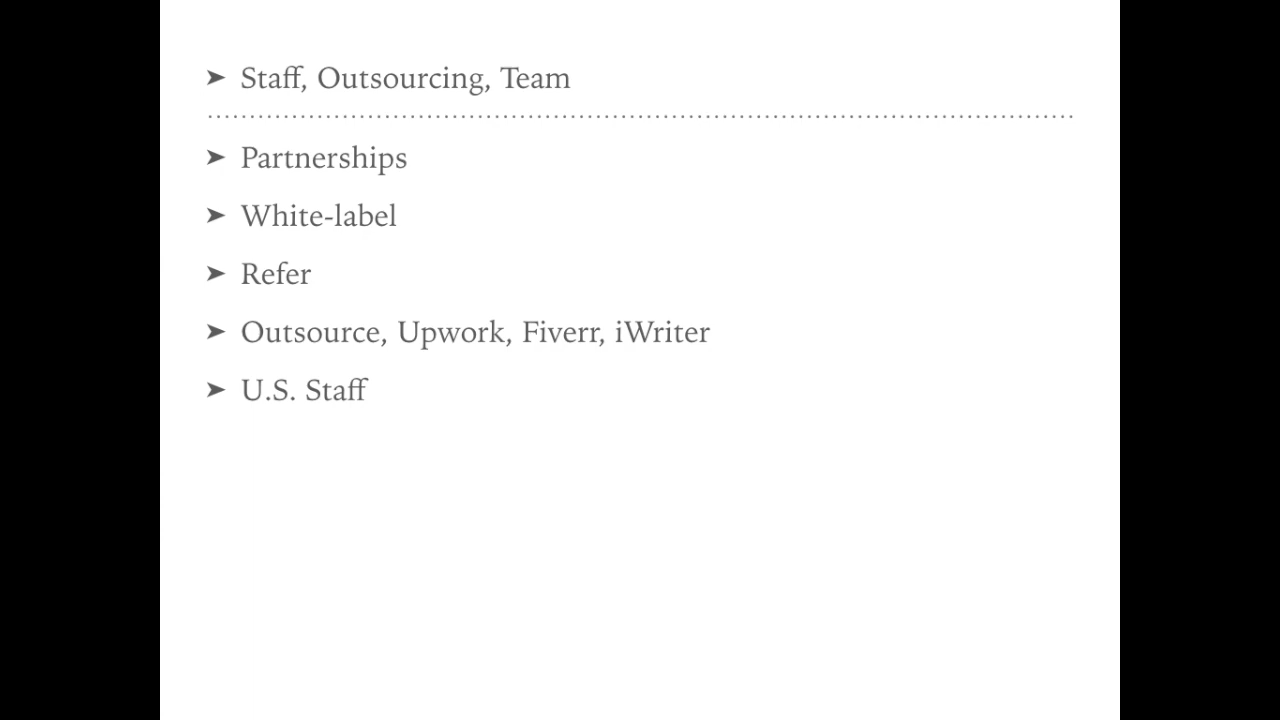 ➤ Staff, Outsourcing, Team
➤ Partnerships
➤ White-label
➤ Refer
➤ Outsource, Upwork, Fiverr, iWriter
➤ U.S. Staff